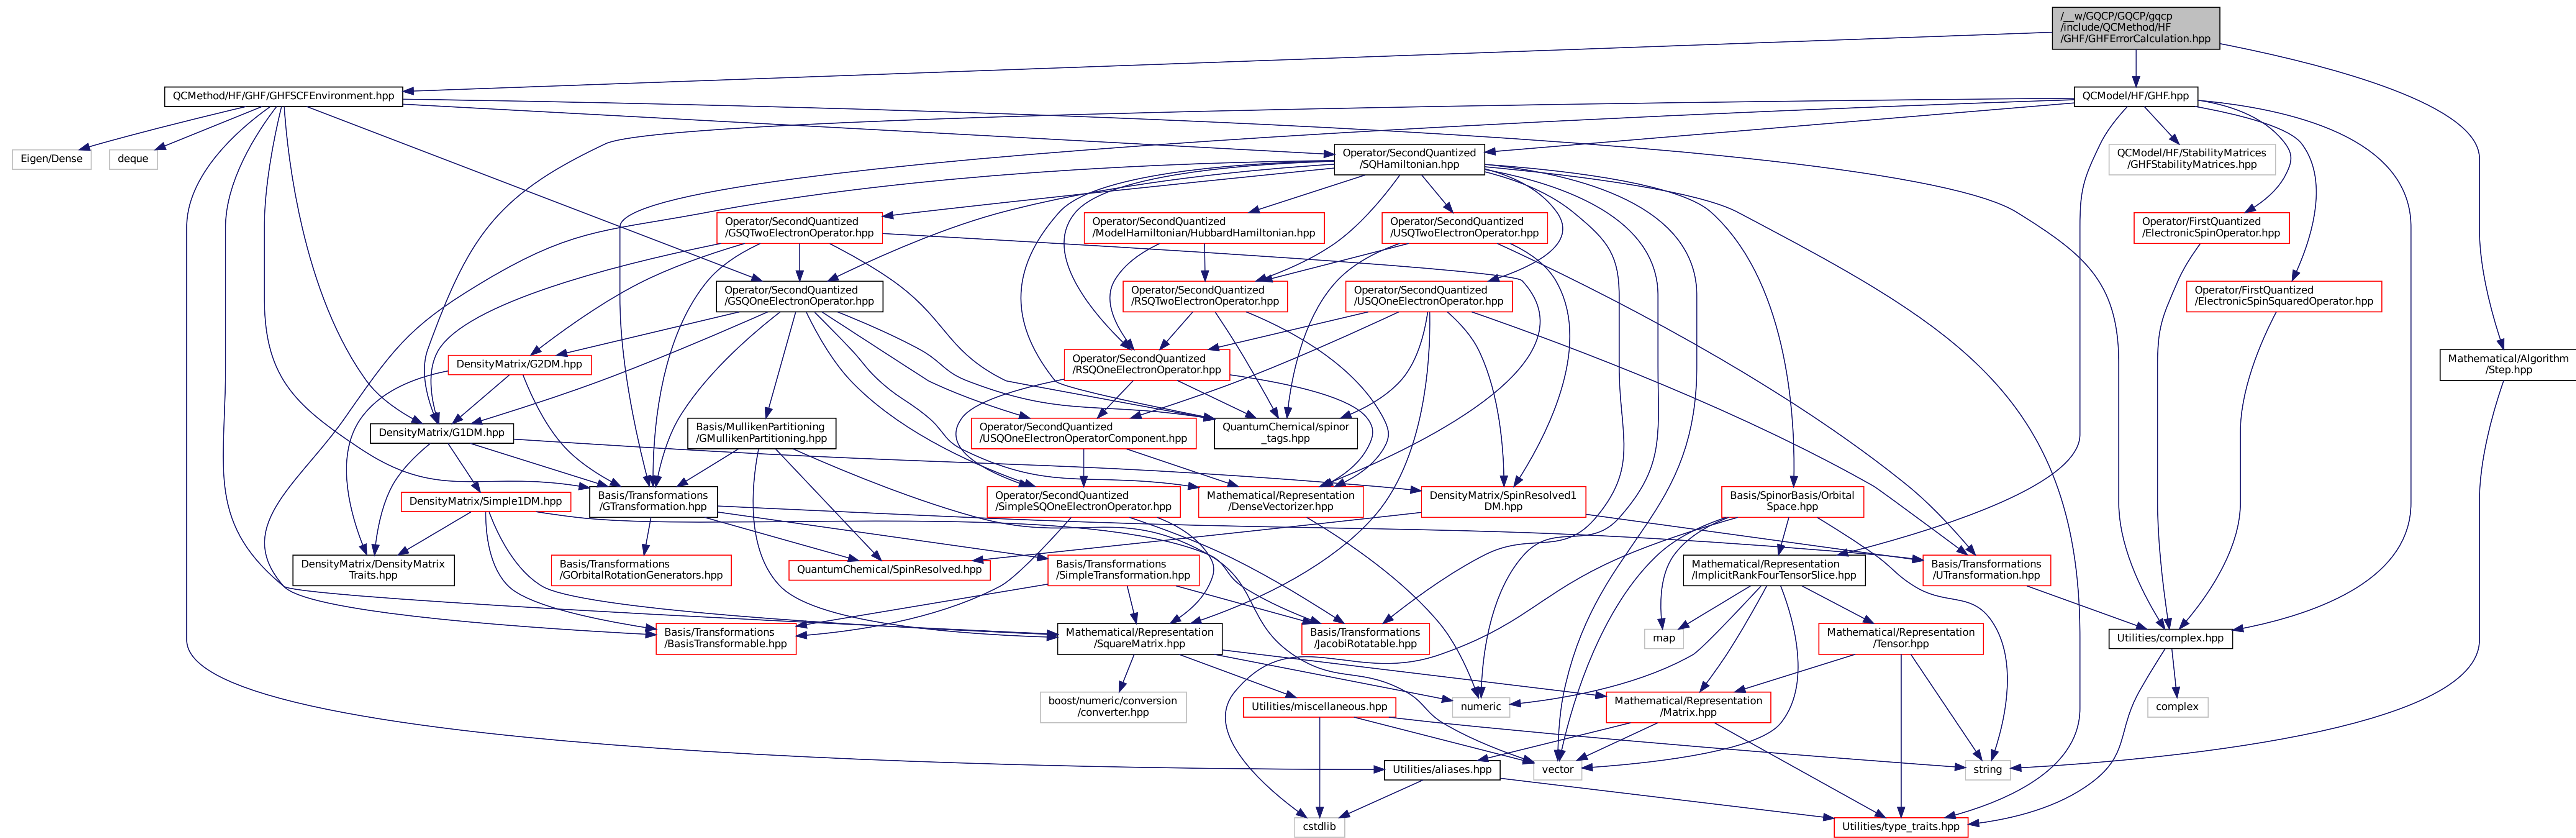 /__w/GQCP/GQCP/gqcp
/include/QCMethod/HF
/GHF/GHFErrorCalculation.hpp
QCMethod/HF/GHF/GHFSCFEnvironment.hpp
QCModel/HF/GHF.hpp
Eigen/Dense
deque
Operator/SecondQuantized
/SQHamiltonian.hpp
QCModel/HF/StabilityMatrices
/GHFStabilityMatrices.hpp
Operator/SecondQuantized
/GSQTwoElectronOperator.hpp
Operator/SecondQuantized
/ModelHamiltonian/HubbardHamiltonian.hpp
Operator/SecondQuantized
/USQTwoElectronOperator.hpp
Operator/FirstQuantized
/ElectronicSpinOperator.hpp
Operator/SecondQuantized
/GSQOneElectronOperator.hpp
Operator/SecondQuantized
/RSQTwoElectronOperator.hpp
Operator/SecondQuantized
/USQOneElectronOperator.hpp
Operator/FirstQuantized
/ElectronicSpinSquaredOperator.hpp
DensityMatrix/G2DM.hpp
Operator/SecondQuantized
/RSQOneElectronOperator.hpp
Mathematical/Algorithm
/Step.hpp
DensityMatrix/G1DM.hpp
Basis/MullikenPartitioning
/GMullikenPartitioning.hpp
Operator/SecondQuantized
/USQOneElectronOperatorComponent.hpp
QuantumChemical/spinor
_tags.hpp
DensityMatrix/Simple1DM.hpp
Basis/Transformations
/GTransformation.hpp
Operator/SecondQuantized
/SimpleSQOneElectronOperator.hpp
Mathematical/Representation
/DenseVectorizer.hpp
DensityMatrix/SpinResolved1
DM.hpp
Basis/SpinorBasis/Orbital
Space.hpp
DensityMatrix/DensityMatrix
Traits.hpp
Basis/Transformations
/GOrbitalRotationGenerators.hpp
QuantumChemical/SpinResolved.hpp
Basis/Transformations
/SimpleTransformation.hpp
Mathematical/Representation
/ImplicitRankFourTensorSlice.hpp
Basis/Transformations
/UTransformation.hpp
Basis/Transformations
/BasisTransformable.hpp
Mathematical/Representation
/SquareMatrix.hpp
Basis/Transformations
/JacobiRotatable.hpp
map
Mathematical/Representation
/Tensor.hpp
Utilities/complex.hpp
boost/numeric/conversion
/converter.hpp
Utilities/miscellaneous.hpp
numeric
Mathematical/Representation
/Matrix.hpp
complex
Utilities/aliases.hpp
vector
string
cstdlib
Utilities/type_traits.hpp